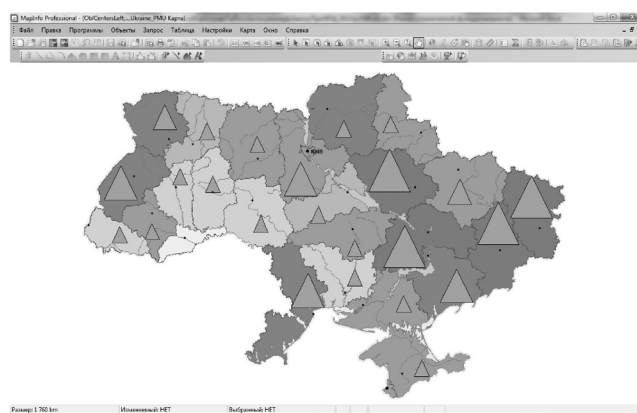 MapInfo Professional - [OblCentersLeft,...,Ukraine_PMU Карта]
Файл Правка Программы Объекты Запрос Таблица Настройки Карта Окно Справка
Киев
Размер: 1 760 km Изменяемый: НЕТ Выбранный: НЕТ